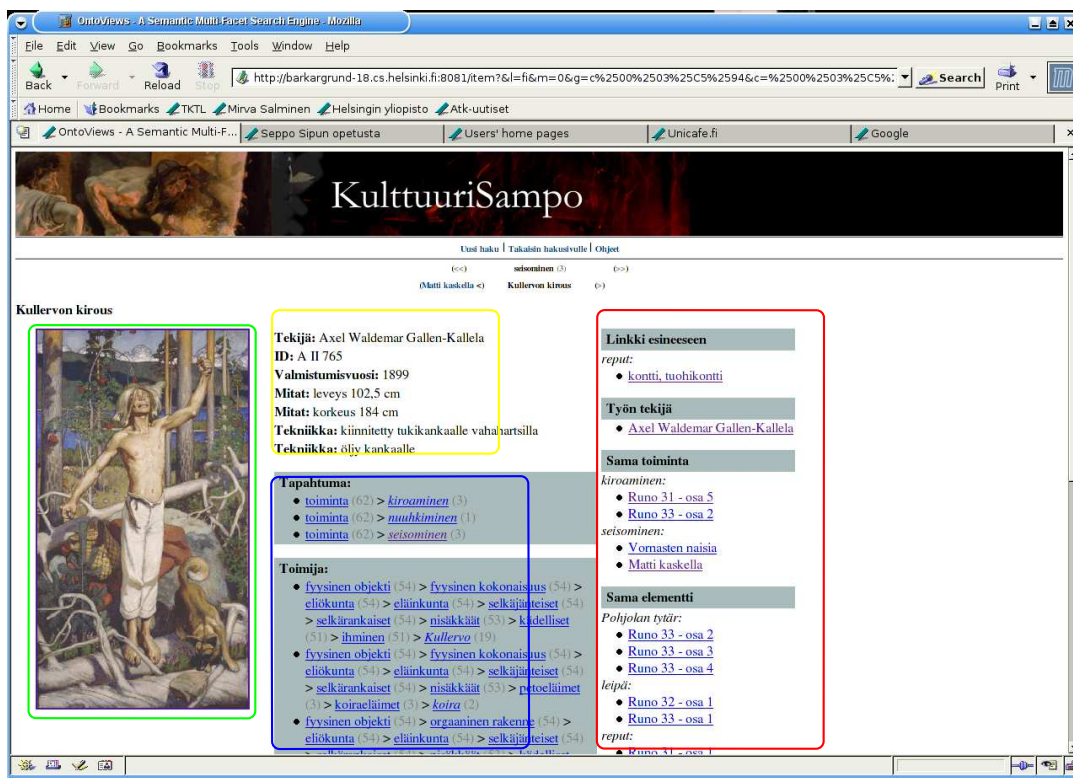 OntoViews - A Semantic Multi-Facet Search Engine - Mozilla
File Edit View Go Bookmarks Tools Window Help
Back Forward Reload Stop http://barkargrund-18.cs.helsinki.fi:8081/item?&l=fi&m=0&g=c%2500%2503%25C5%2594&c=%2500%2503%25C5% Search Print
Home Bookmarks TKTL Mirva Salminen Helsingin yliopisto Atk-uutiset
OntoViews - A Semantic Multi-F... Seppo Sipun opetusta Users' home pages Unicafe.fi Google
KulttuuriSampo
Uusi haku | Takaisin hakusivulle | Ohjeet
(<<) seisominen (3) (>>)
(Matti kaskella <) Kullervon kirous (>)
Kullervon kirous
Tekijä: Axel Waldemar Gallen-Kallela
ID: A II 765
Valmistumisvuosi: 1899
Mitat: leveys 102,5 cm
Mitat: korkeus 184 cm
Tekniikka: kiinnitetty tukikankaalle vahahartsilla
Tekniikka: öljy kankaalle
Tapahtuma:
toiminta (62) > kiroaminen (3)
toiminta (62) > nuuhkiminen (1)
toiminta (62) > seisominen (3)
Toimija:
fyysinen objekti (54) > fyysinen kokonaisuus (54) >
eliökunta (54) > eläinkunta (54) > selkäjänteiset (54)
> selkärankaiset (54) > nisäkkäät (53) > kädelliset
(51) > ihminen (51) > Kullervo (19)
fyysinen objekti (54) > fyysinen kokonaisuus (54) >
eliökunta (54) > eläinkunta (54) > selkäjänteiset (54)
> selkärankaiset (54) > nisäkkäät (53) > petoeläimet
(3) > koiraeläimet (3) > koira (2)
fyysinen objekti (54) > orgaaninen rakenne (54) >
eliökunta (54) > eläinkunta (54) > selkäjänteiset (54)
> selkärankaiset (54) > nisäkkäät (53) > kädelliset
Linkki esineeseen
reput:
kontti, tuohikontti
Työn tekijä
Axel Waldemar Gallen-Kallela
Sama toiminta
kiroaminen:
Runo 31 - osa 5
Runo 33 - osa 2
seisominen:
Vornasten naisia
Matti kaskella
Sama elementti
Pohjolan tytär:
Runo 33 - osa 2
Runo 33 - osa 3
Runo 33 - osa 4
leipä:
Runo 32 - osa 1
Runo 33 - osa 1
reput:
Runo 31 - osa 1